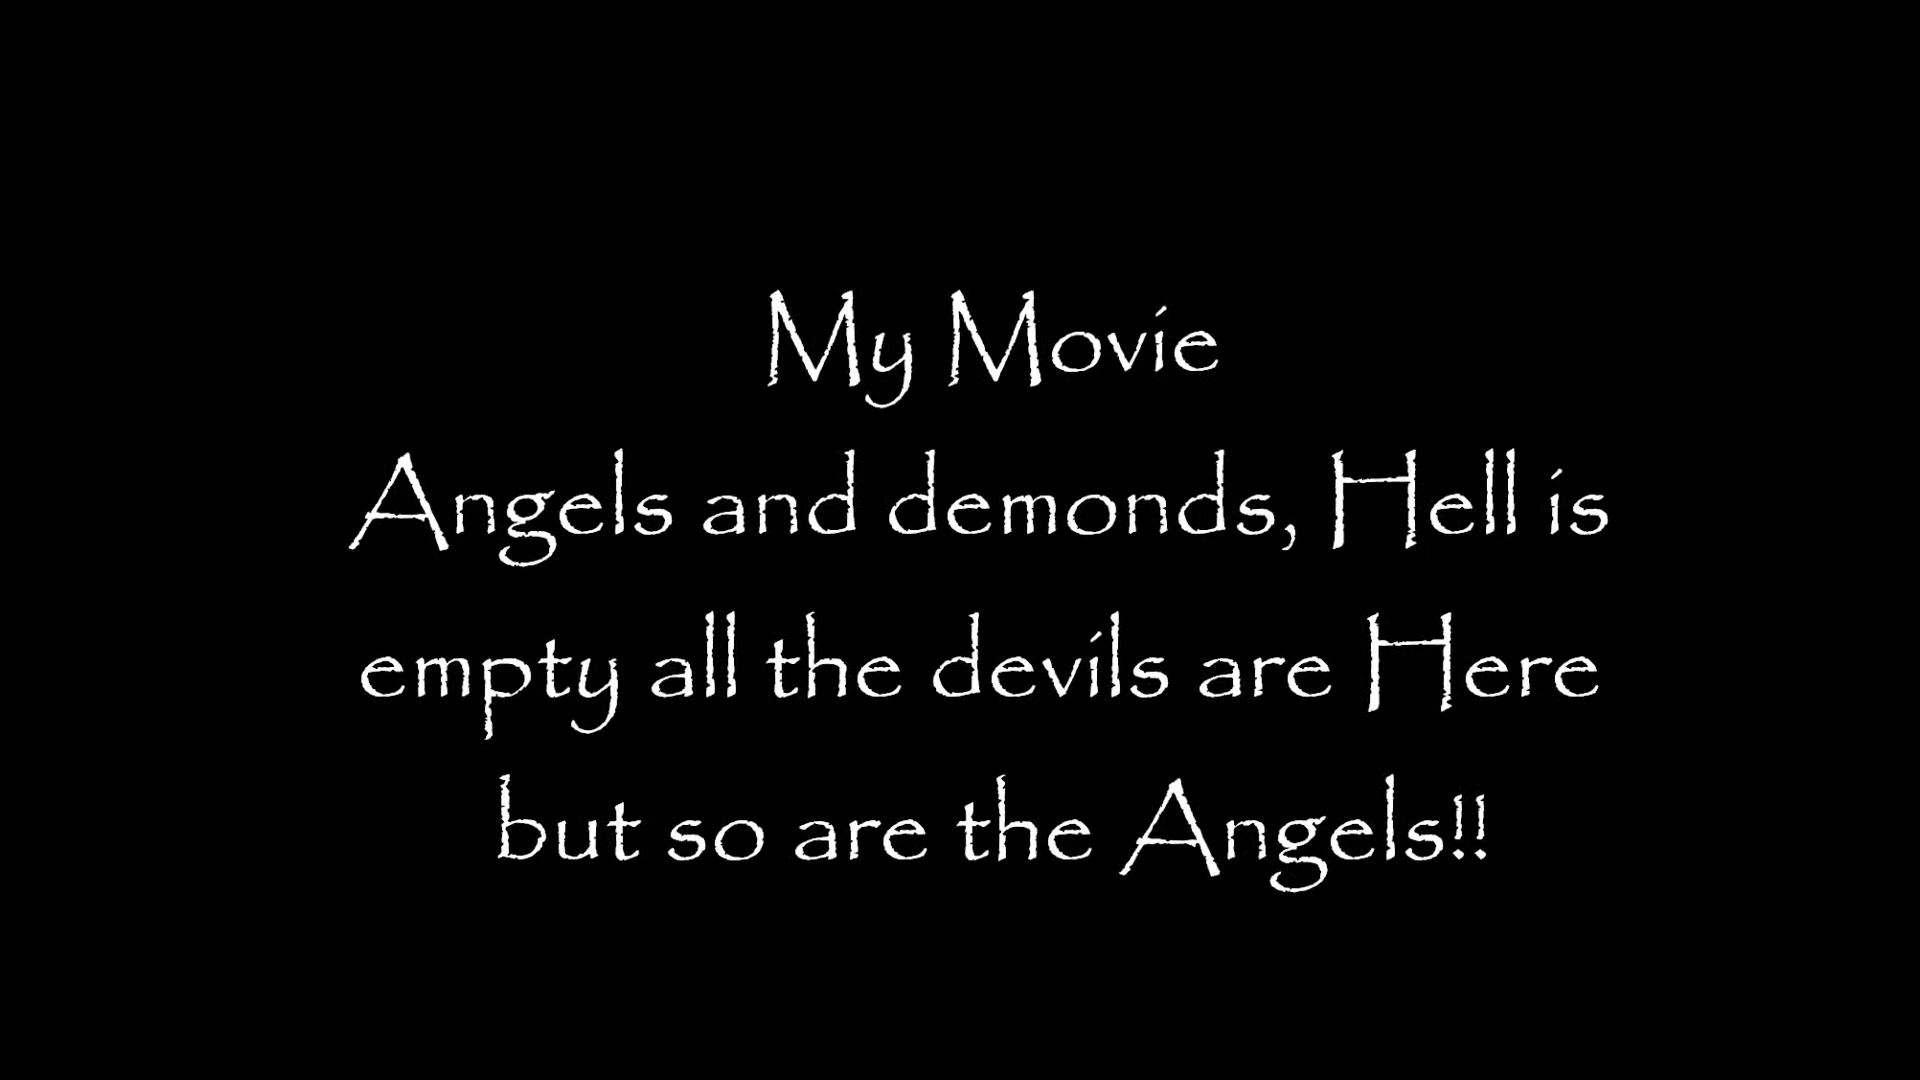 My Movie
Angels and demonds, Hell is
empty all the devils are Here
but so are the Angels!!